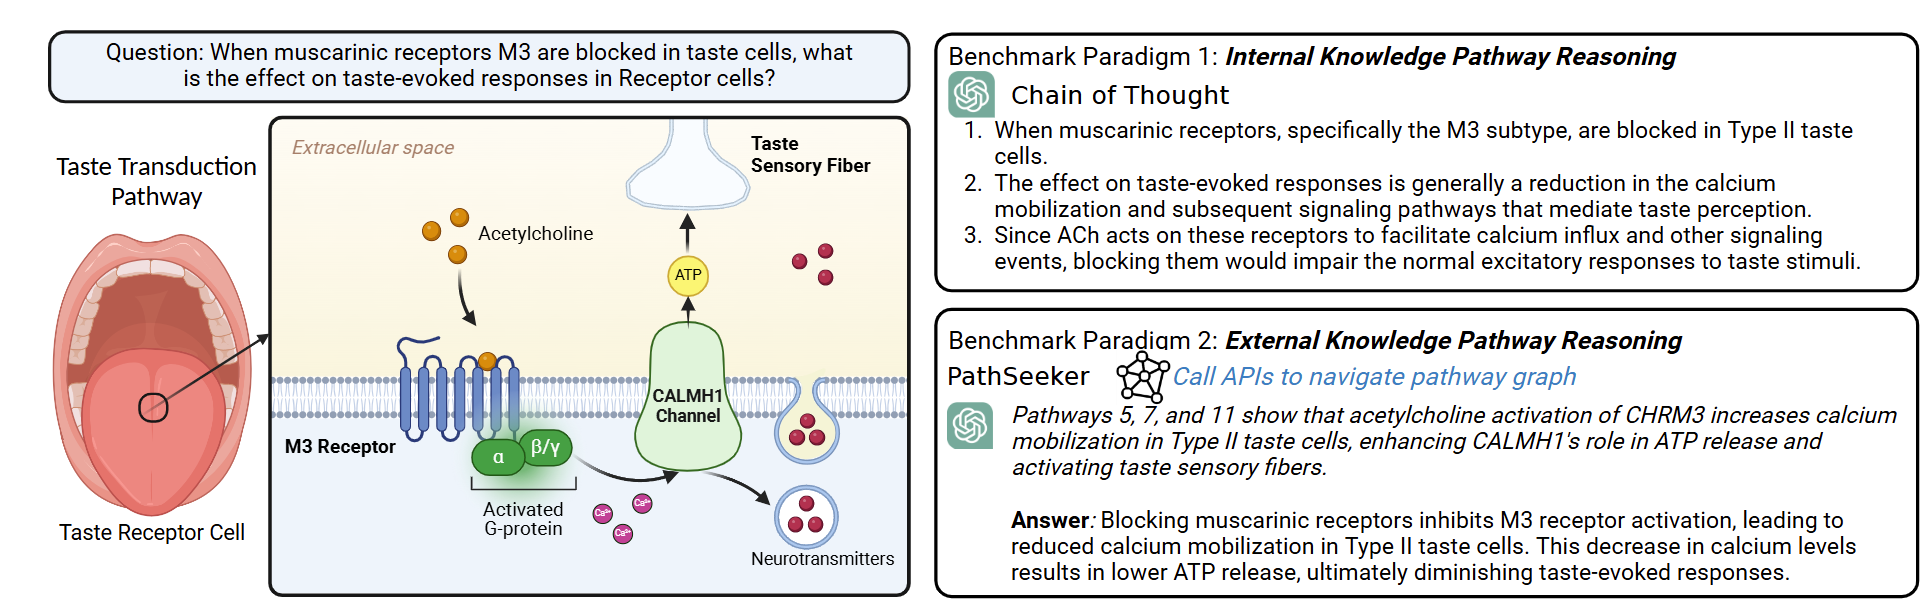 Question: When muscarinic receptors M3 are blocked in taste cells, what
is the effect on taste-evoked responses in Receptor cells?
Taste Transduction
Pathway
Taste Receptor Cell
Extracellular space
Taste
Sensory Fiber
Acetylcholine
ATP
CALMH1
Channel
M3 Receptor
α
β/γ
Activated
G-protein
Ca²⁺
Ca²⁺
Ca²⁺
Neurotransmitters
Benchmark Paradigm 1: Internal Knowledge Pathway Reasoning
Chain of Thought
1. When muscarinic receptors, specifically the M3 subtype, are blocked in Type II taste
cells.
2. The effect on taste-evoked responses is generally a reduction in the calcium
mobilization and subsequent signaling pathways that mediate taste perception.
3. Since ACh acts on these receptors to facilitate calcium influx and other signaling
events, blocking them would impair the normal excitatory responses to taste stimuli.
Benchmark Paradigm 2: External Knowledge Pathway Reasoning
PathSeeker Call APIs to navigate pathway graph
Pathways 5, 7, and 11 show that acetylcholine activation of CHRM3 increases calcium
mobilization in Type II taste cells, enhancing CALMH1's role in ATP release and
activating taste sensory fibers.
Answer: Blocking muscarinic receptors inhibits M3 receptor activation, leading to
reduced calcium mobilization in Type II taste cells. This decrease in calcium levels
results in lower ATP release, ultimately diminishing taste-evoked responses.